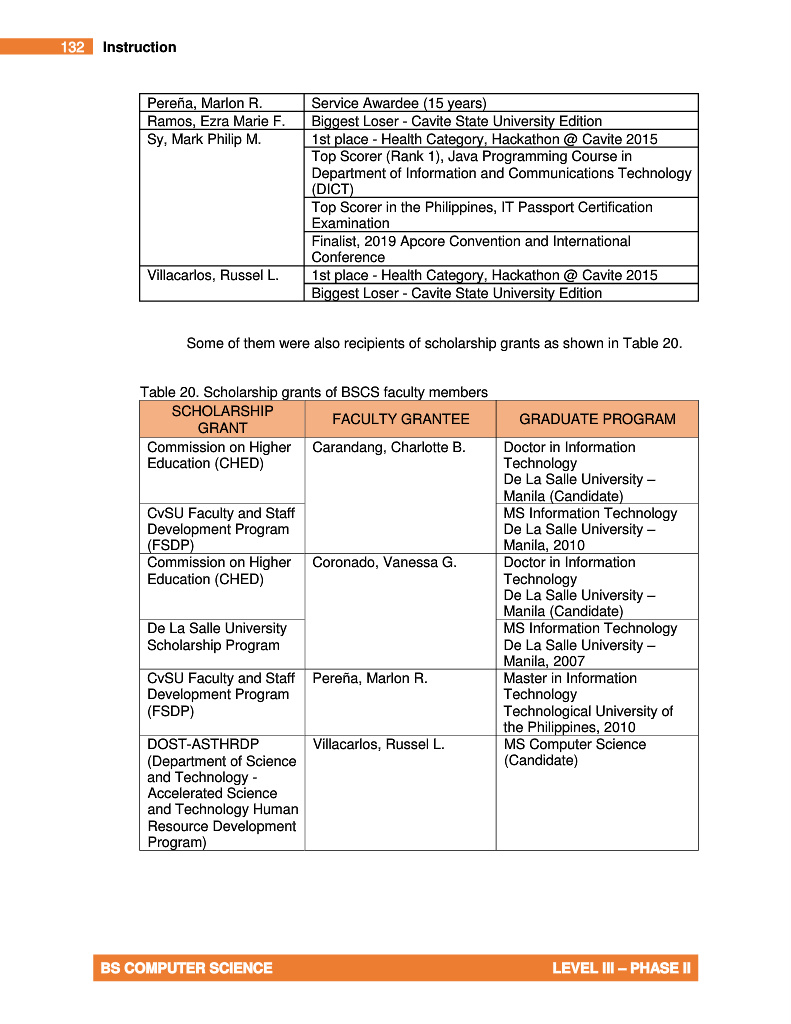 132 Instruction
Pereña, Marlon R. Service Awardee (15 years)
Ramos, Ezra Marie F. Biggest Loser - Cavite State University Edition
Sy, Mark Philip M. 1st place - Health Category, Hackathon @ Cavite 2015
Top Scorer (Rank 1), Java Programming Course in
Department of Information and Communications Technology
(DICT)
Top Scorer in the Philippines, IT Passport Certification
Examination
Finalist, 2019 Apcore Convention and International
Conference
Villacarlos, Russel L. 1st place - Health Category, Hackathon @ Cavite 2015
Biggest Loser - Cavite State University Edition
Some of them were also recipients of scholarship grants as shown in Table 20.
Table 20. Scholarship grants of BSCS faculty members
SCHOLARSHIP
GRANT
FACULTY GRANTEE
GRADUATE PROGRAM
Commission on Higher
Education (CHED)
Carandang, Charlotte B.
Doctor in Information
Technology
De La Salle University –
Manila (Candidate)
CvSU Faculty and Staff
Development Program
(FSDP)
MS Information Technology
De La Salle University –
Manila, 2010
Commission on Higher
Education (CHED)
Coronado, Vanessa G.
Doctor in Information
Technology
De La Salle University –
Manila (Candidate)
De La Salle University
Scholarship Program
MS Information Technology
De La Salle University –
Manila, 2007
CvSU Faculty and Staff
Development Program
(FSDP)
Pereña, Marlon R.
Master in Information
Technology
Technological University of
the Philippines, 2010
DOST-ASTHRDP
(Department of Science
and Technology -
Accelerated Science
and Technology Human
Resource Development
Program)
Villacarlos, Russel L.
MS Computer Science
(Candidate)
BS COMPUTER SCIENCE LEVEL III – PHASE II